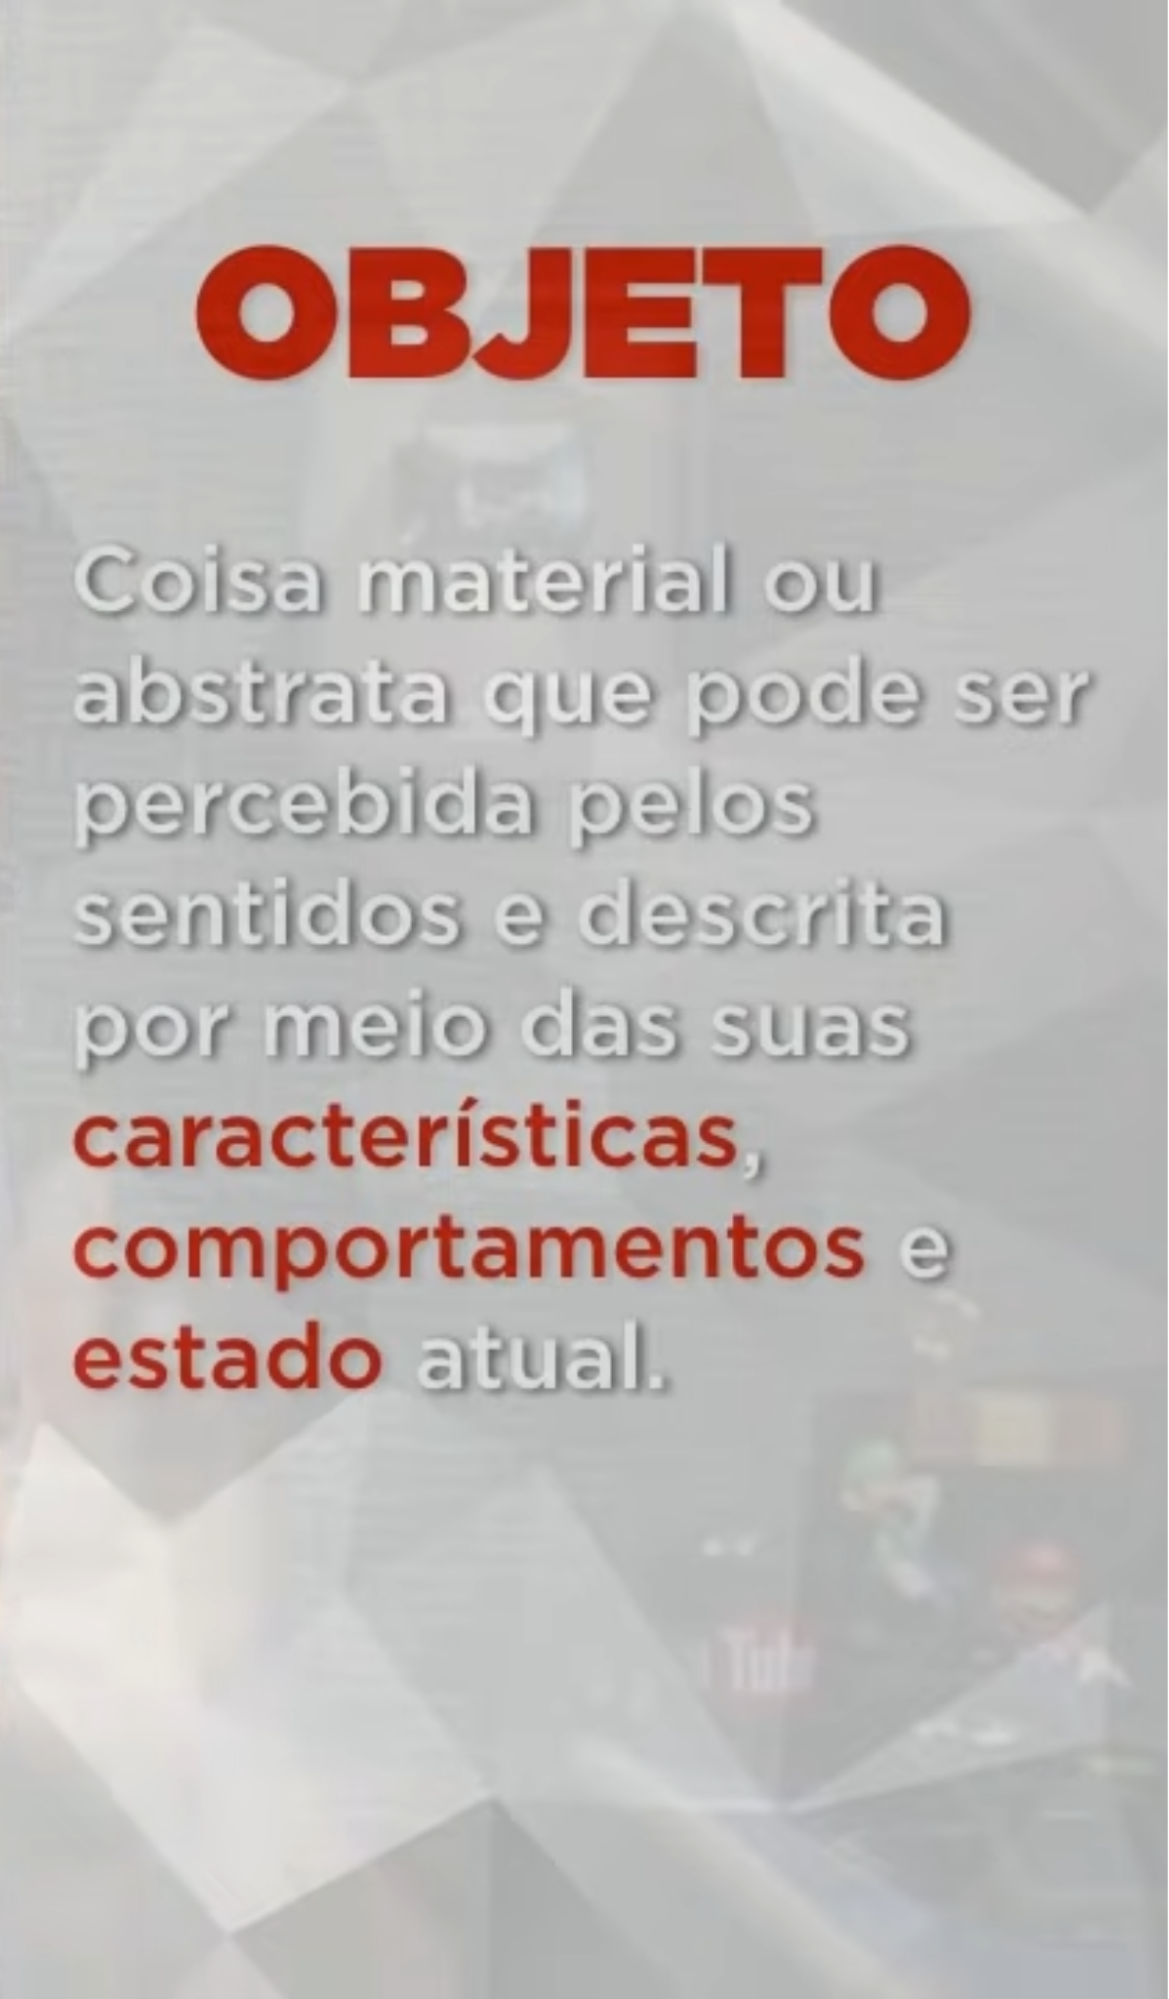 OBJETO
Coisa material ou
abstrata que pode ser
percebida pelos
sentidos e descrita
por meio das suas
características,
comportamentos e
estado atual.